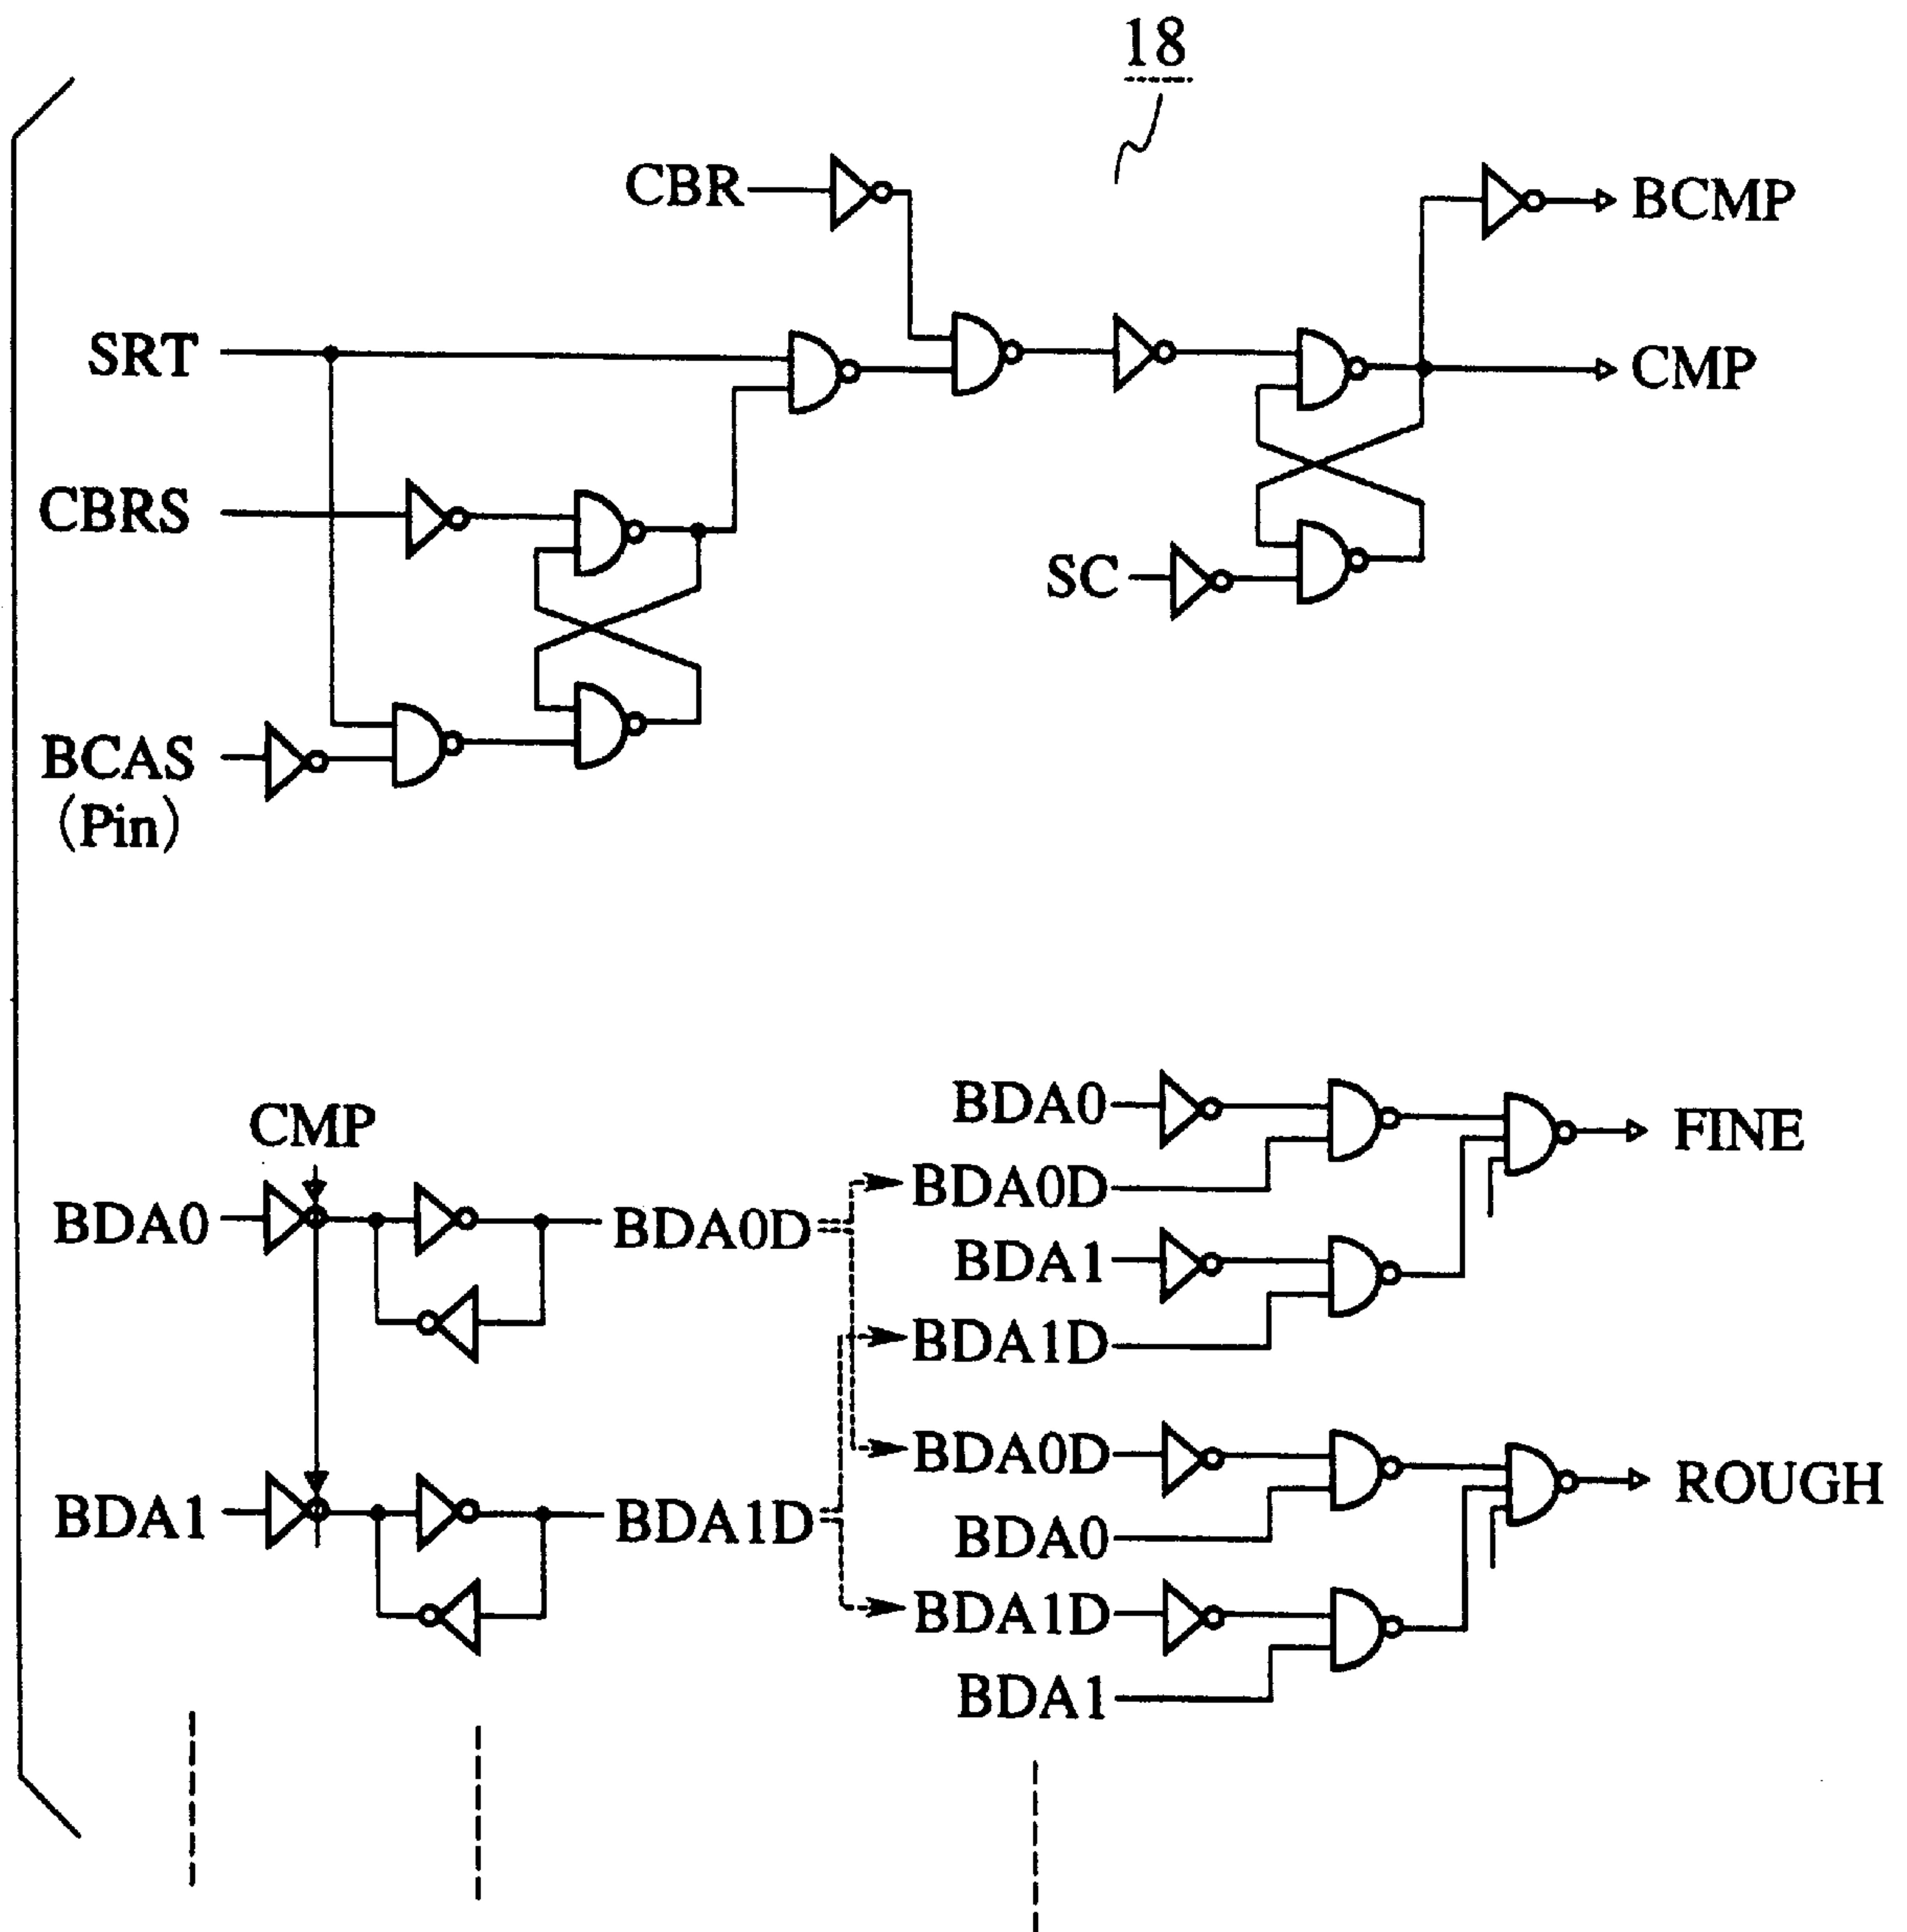 18
CBR
BCMP
SRT
CMP
CBRS
SC
BCAS
(Pin)
CMP
BDA0
BDA0D
BDA1
BDA1D
BDA0
FINE
BDA0D
BDA1
BDA1D
BDA0D
ROUGH
BDA0
BDA1D
BDA1